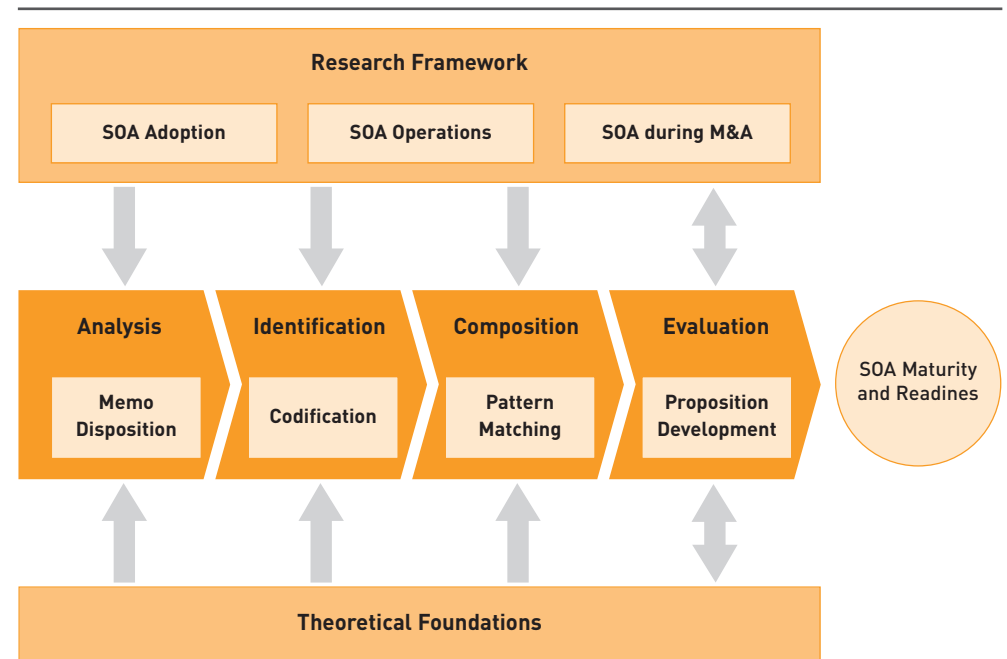 Research Framework
SOA Adoption
SOA Operations
SOA during M&A
Analysis
Identification
Composition
Evaluation
Memo
Disposition
Codification
Pattern
Matching
Proposition
Development
SOA Maturity
and Readines
Theoretical Foundations